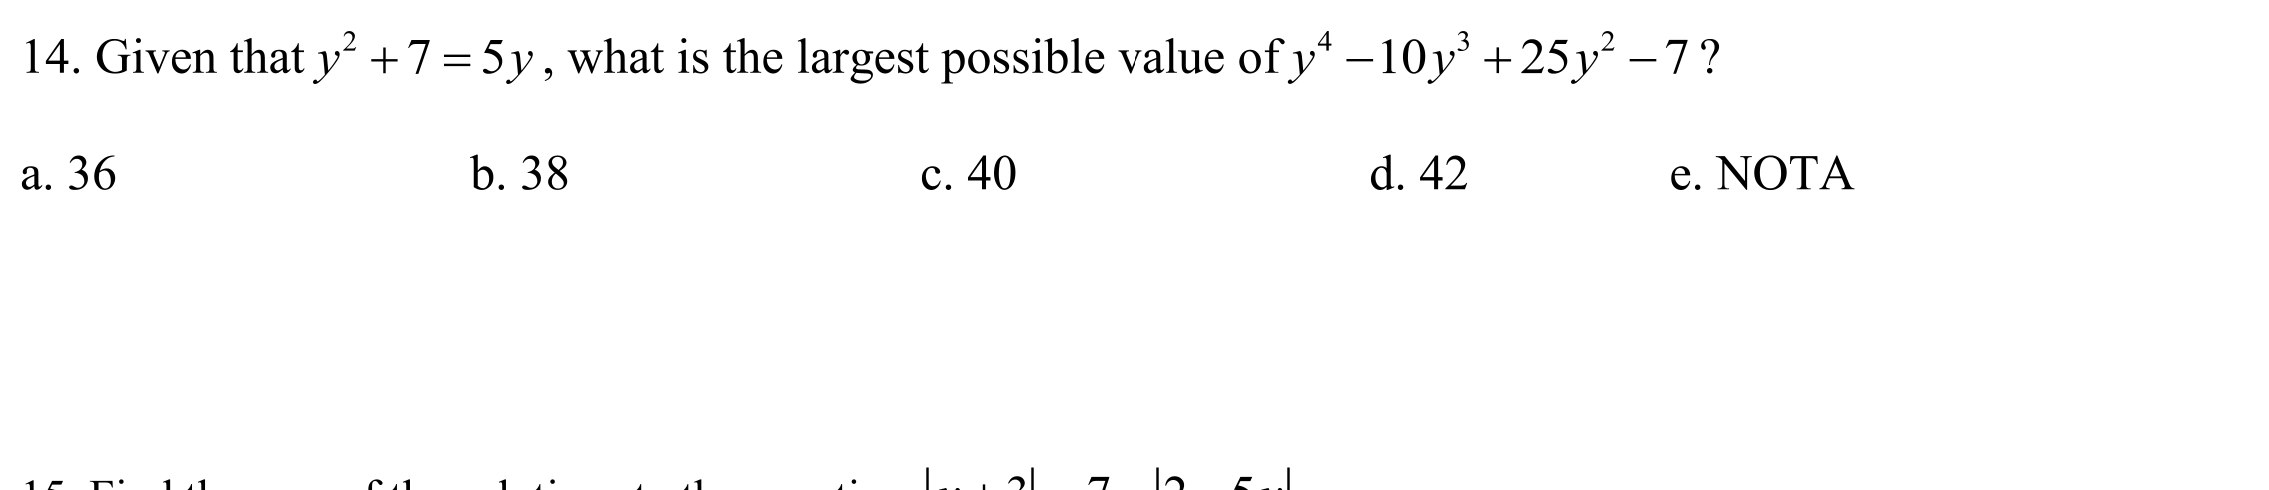 14. Given that y² + 7 = 5y, what is the largest possible value of y⁴ − 10y³ + 25y² − 7?
a. 36 b. 38 c. 40 d. 42 e. NOTA